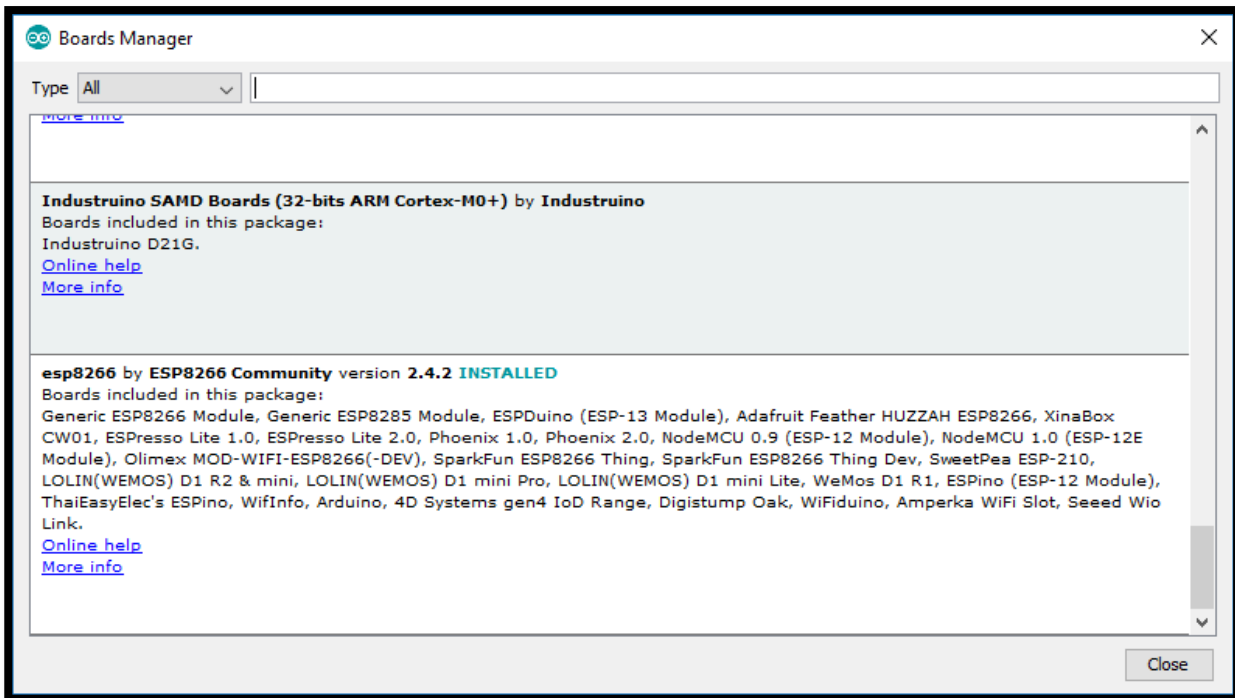 Boards Manager
Type All
More info
Industruino SAMD Boards (32-bits ARM Cortex-M0+) by Industruino
Boards included in this package:
Industruino D21G.
Online help
More info
esp8266 by ESP8266 Community version 2.4.2 INSTALLED
Boards included in this package:
Generic ESP8266 Module, Generic ESP8285 Module, ESPDuino (ESP-13 Module), Adafruit Feather HUZZAH ESP8266, XinaBox
CW01, ESPresso Lite 1.0, ESPresso Lite 2.0, Phoenix 1.0, Phoenix 2.0, NodeMCU 0.9 (ESP-12 Module), NodeMCU 1.0 (ESP-12E
Module), Olimex MOD-WIFI-ESP8266(-DEV), SparkFun ESP8266 Thing, SparkFun ESP8266 Thing Dev, SweetPea ESP-210,
LOLIN(WEMOS) D1 R2 & mini, LOLIN(WEMOS) D1 mini Pro, LOLIN(WEMOS) D1 mini Lite, WeMos D1 R1, ESPino (ESP-12 Module),
ThaiEasyElec's ESPino, WifInfo, Arduino, 4D Systems gen4 IoD Range, Digistump Oak, WiFiduino, Amperka WiFi Slot, Seeed Wio
Link.
Online help
More info
Close